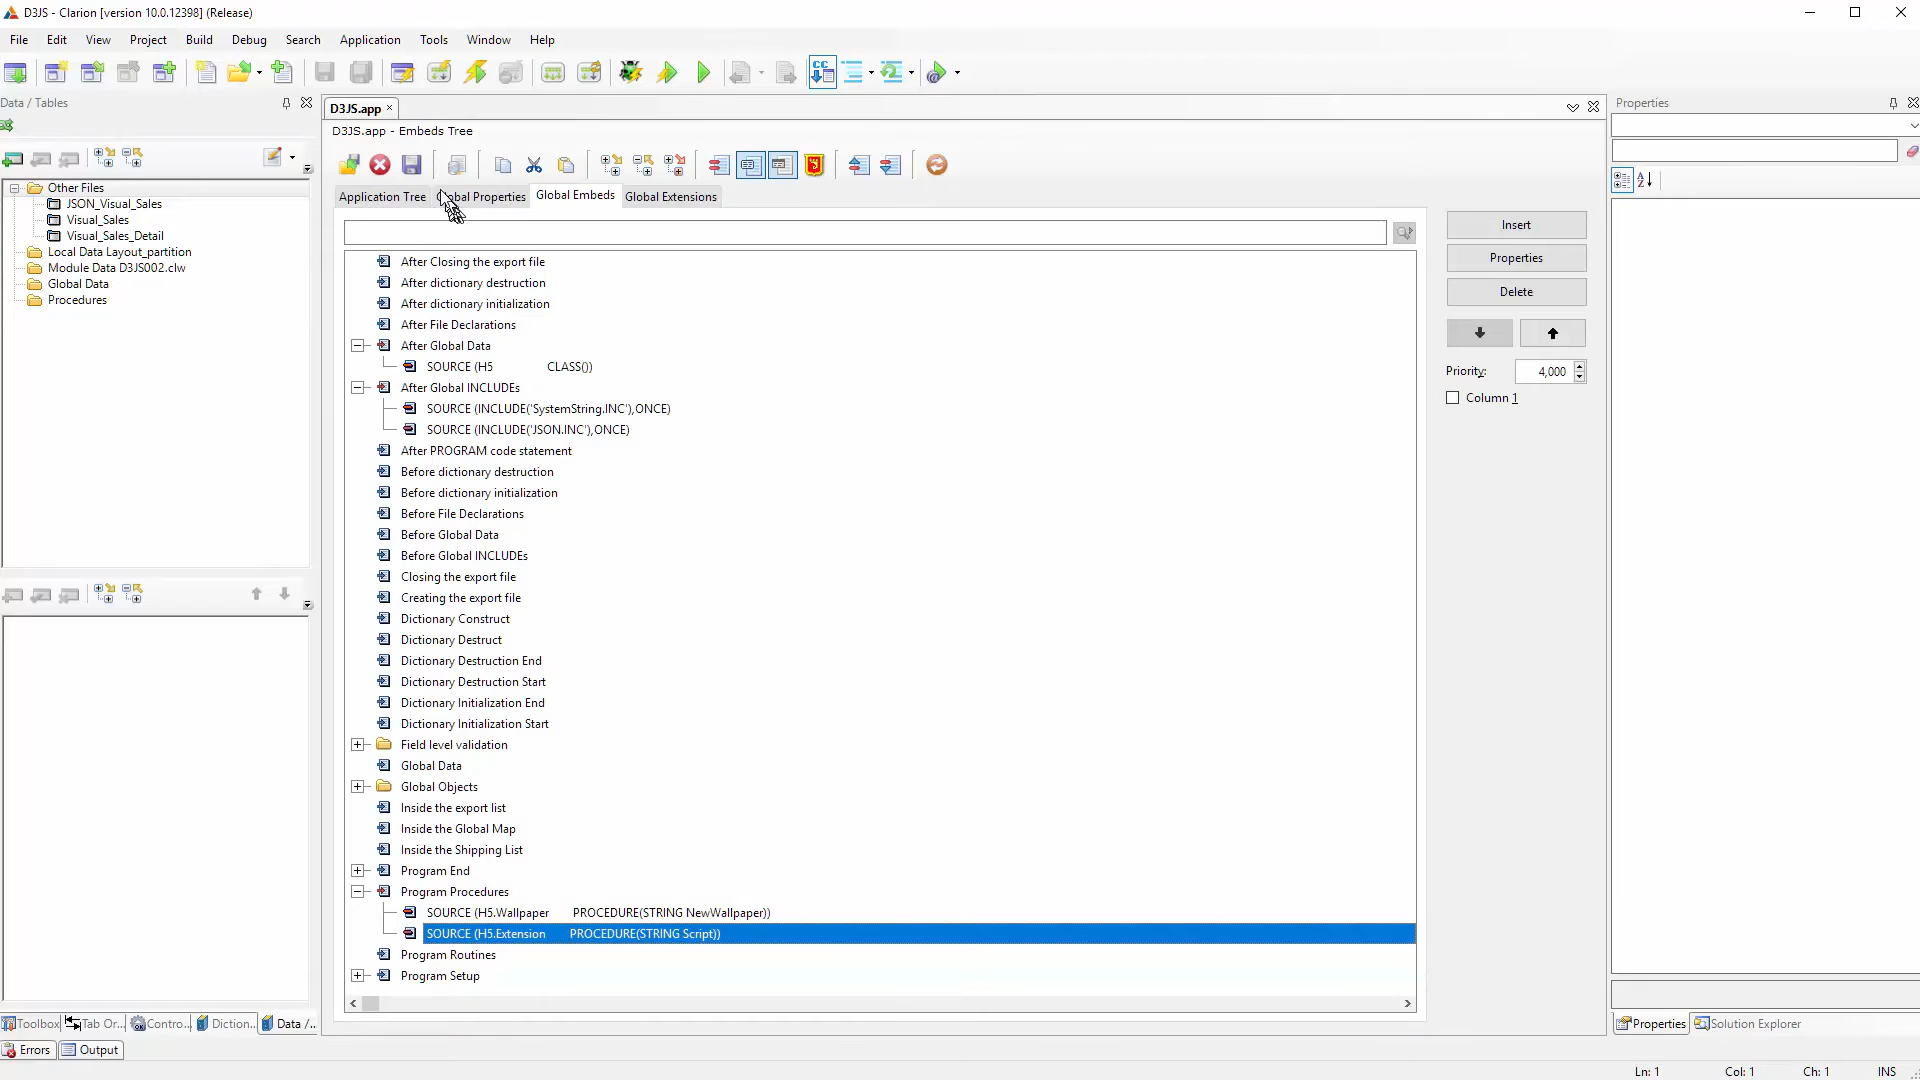 D3JS - Clarion [version 10.0.12398] (Release)
File Edit View Project Build Debug Search Application Tools Window Help
CC
Data / Tables
Other Files
JSON_Visual_Sales
Visual_Sales
Visual_Sales_Detail
Local Data Layout_partition
Module Data D3JS002.clw
Global Data
Procedures
D3JS.app
D3JS.app - Embeds Tree
Application Tree
obal Properties
Global Embeds
Global Extensions
After Closing the export file
After dictionary destruction
After dictionary initialization
After File Declarations
After Global Data
SOURCE (H5 CLASS())
After Global INCLUDEs
SOURCE (INCLUDE('SystemString.INC'),ONCE)
SOURCE (INCLUDE('JSON.INC'),ONCE)
After PROGRAM code statement
Before dictionary destruction
Before dictionary initialization
Before File Declarations
Before Global Data
Before Global INCLUDEs
Closing the export file
Creating the export file
Dictionary Construct
Dictionary Destruct
Dictionary Destruction End
Dictionary Destruction Start
Dictionary Initialization End
Dictionary Initialization Start
Field level validation
Global Data
Global Objects
Inside the export list
Inside the Global Map
Inside the Shipping List
Program End
Program Procedures
SOURCE (H5.Wallpaper PROCEDURE(STRING NewWallpaper))
SOURCE (H5.Extension PROCEDURE(STRING Script))
Program Routines
Program Setup
Insert
Properties
Delete
Priority: 4,000
Column 1
Properties
Toolbox Tab Or... Contro... Diction... Data /...
Properties Solution Explorer
Errors Output
Ln: 1 Col: 1 Ch: 1 INS